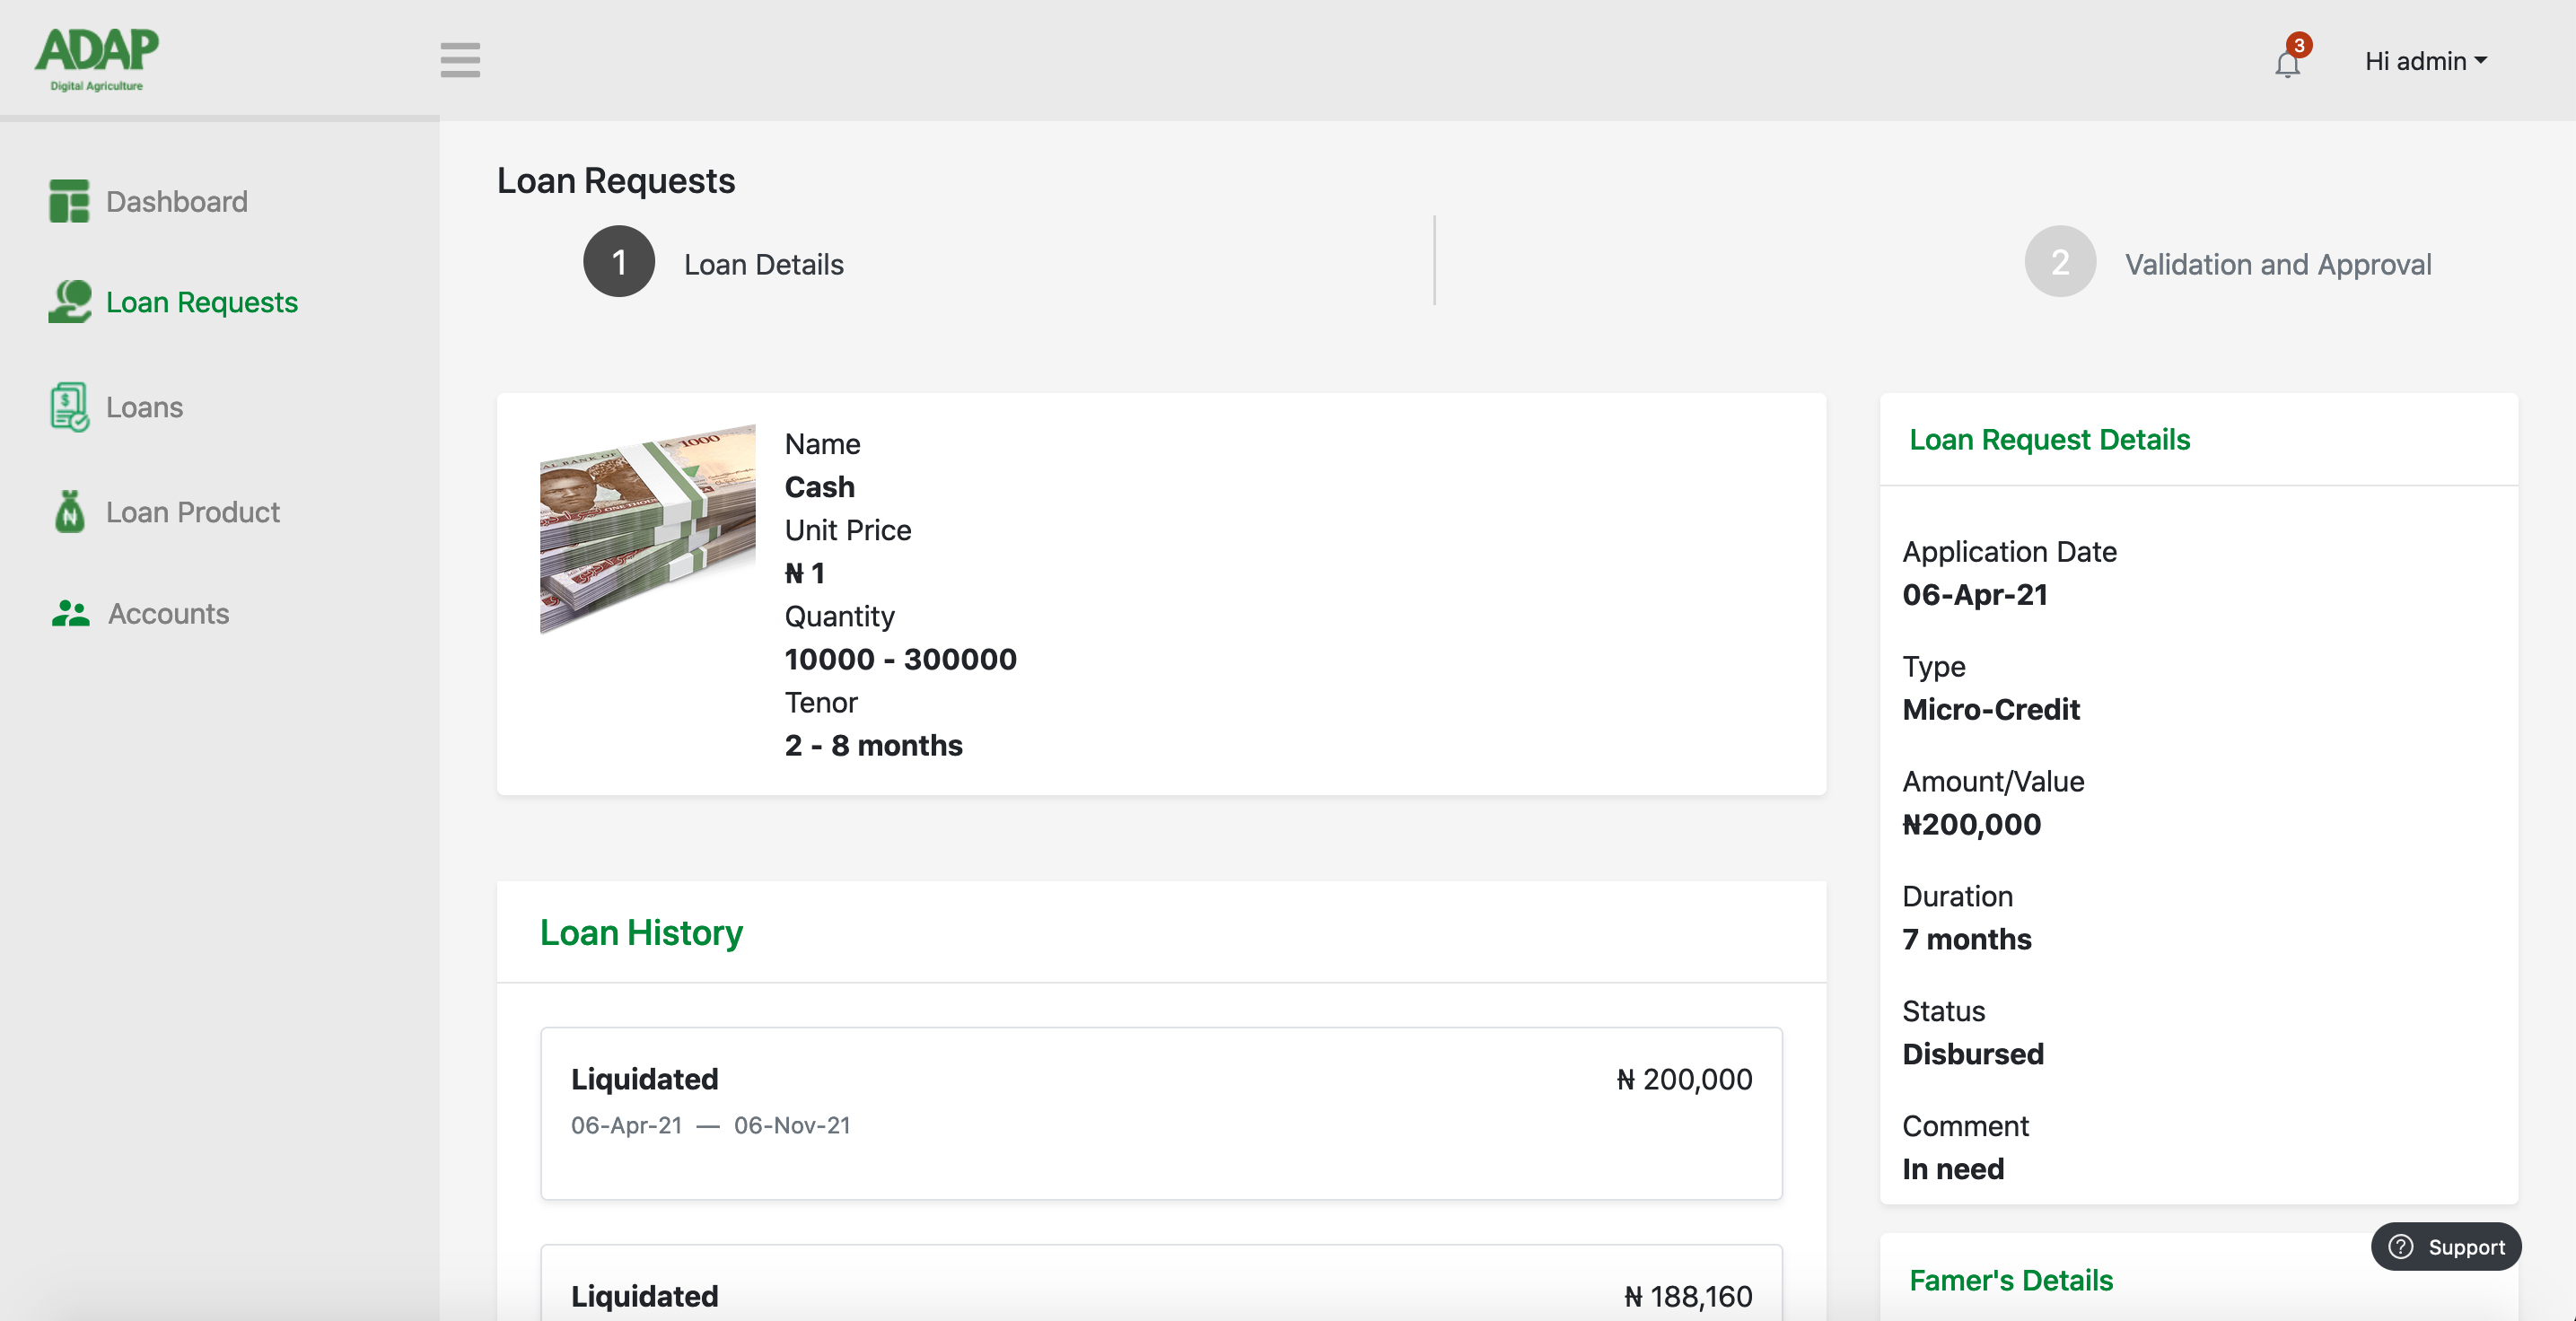 ADAP
Digital Agriculture
3
Hi admin
Dashboard
Loan Requests
Loans
Loan Product
Accounts
Loan Requests
1 Loan Details
2 Validation and Approval
1000
Name
Cash
Unit Price
₦ 1
Quantity
10000 - 300000
Tenor
2 - 8 months
Loan History
Liquidated ₦ 200,000
06-Apr-21 — 06-Nov-21
Liquidated ₦ 188,160
Loan Request Details
Application Date
06-Apr-21
Type
Micro-Credit
Amount/Value
₦200,000
Duration
7 months
Status
Disbursed
Comment
In need
Famer's Details
Support